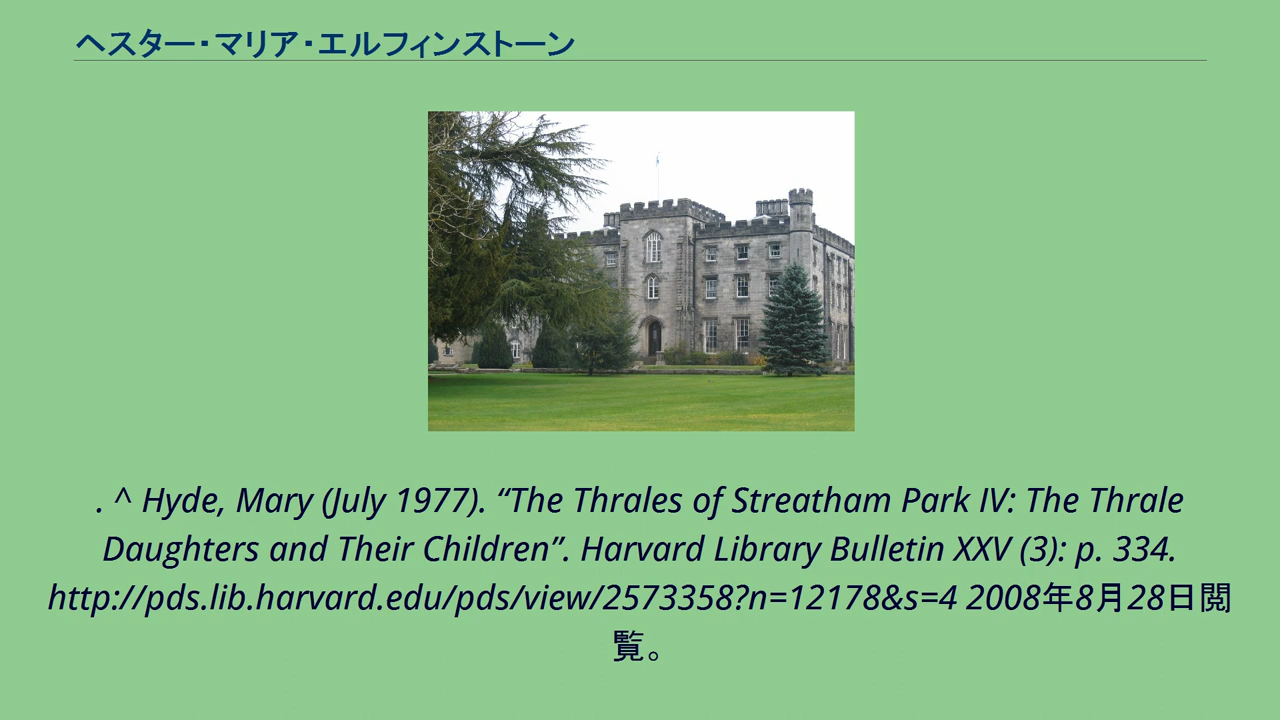 ヘスター・マリア・エルフィンストーン
. ^ Hyde, Mary (July 1977). “The Thrales of Streatham Park IV: The Thrale
Daughters and Their Children”. Harvard Library Bulletin XXV (3): p. 334.
http://pds.lib.harvard.edu/pds/view/2573358?n=12178&s=4 2008年8月28日閲
覧。